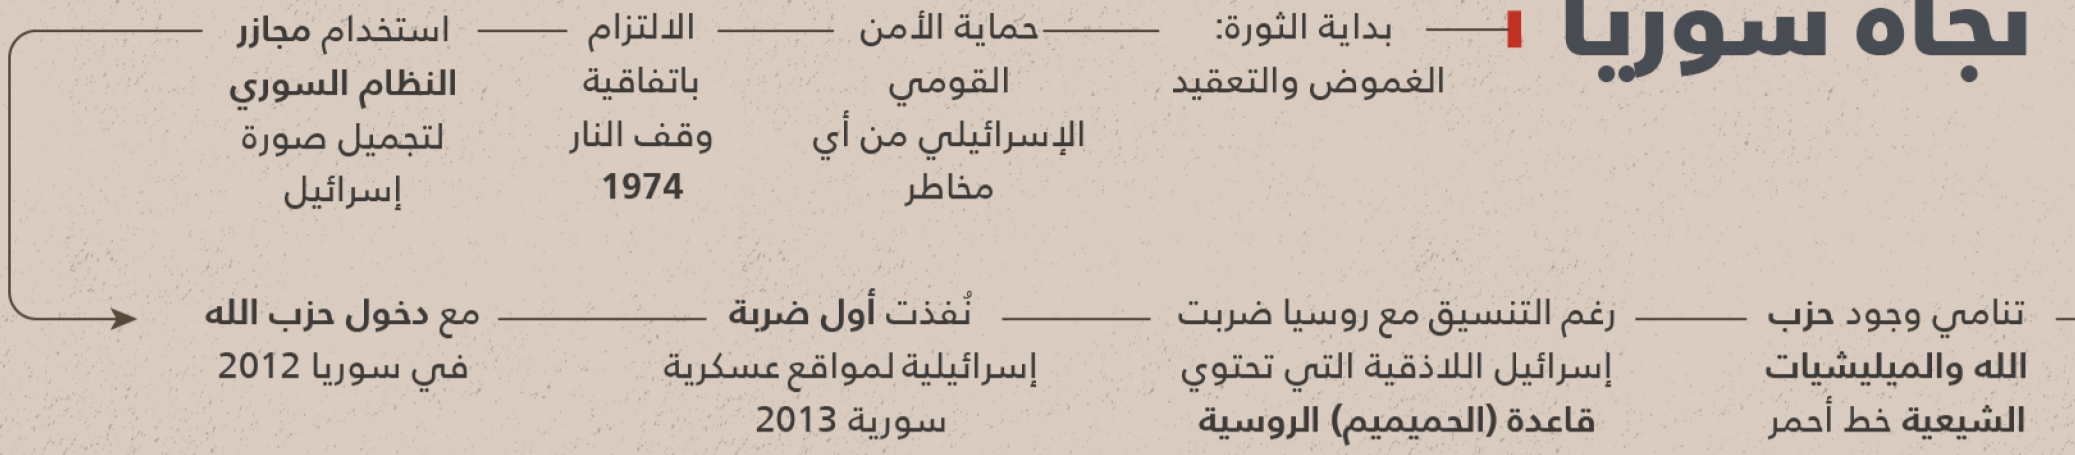 تجاه سوريا
بداية الثورة:
الغموض والتعقيد
حماية الأمن
القومي
الإسرائيلي من أي
مخاطر
الالتزام
باتفاقية
وقف النار
1974
استخدام مجازر
النظام السوري
لتجميل صورة
إسرائيل
مع دخول حزب الله
في سوريا 2012
نُفذت أول ضربة
إسرائيلية لمواقع عسكرية
سورية 2013
رغم التنسيق مع روسيا ضربت
إسرائيل اللاذقية التي تحتوي
قاعدة (الحميميم) الروسية
تنامي وجود حزب
الله والميليشيات
الشيعية خط أحمر